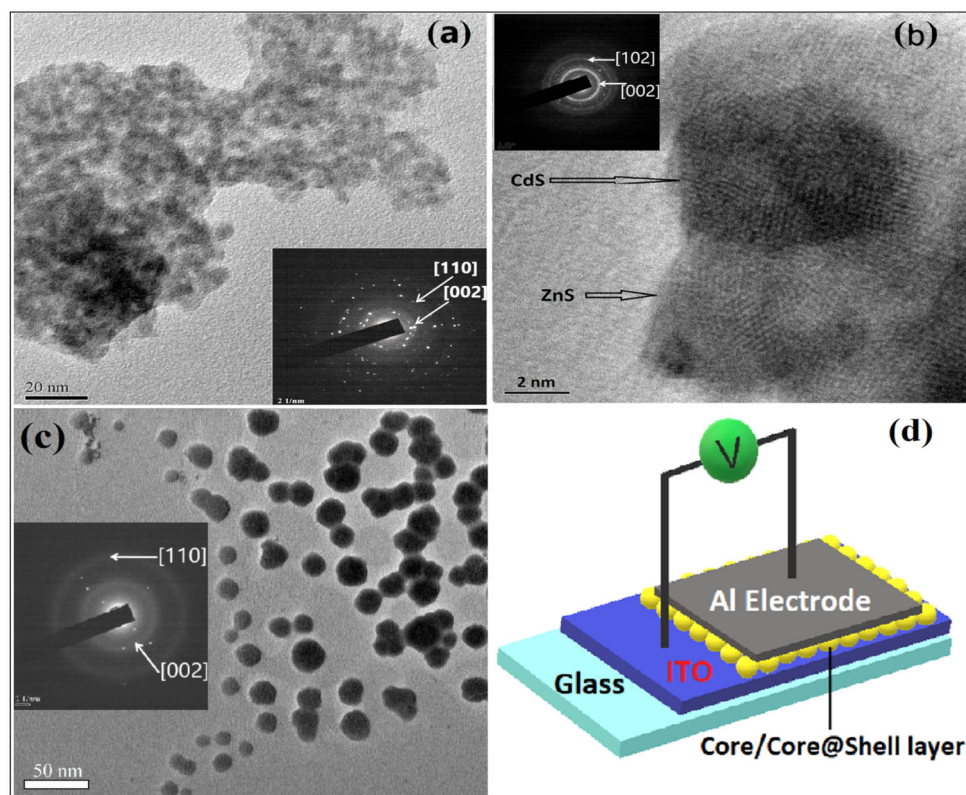 (a)
[110]
[002]
20 nm
2 1/nm
(b)
[102]
[002]
CdS
ZnS
2 nm
(c)
[110]
[002]
50 nm
(d)
V
Al Electrode
ITO
Glass
Core/Core@Shell layer